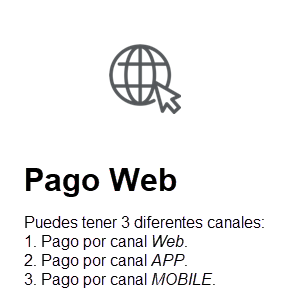 Pago Web
Puedes tener 3 diferentes canales:
1. Pago por canal Web.
2. Pago por canal APP.
3. Pago por canal MOBILE.